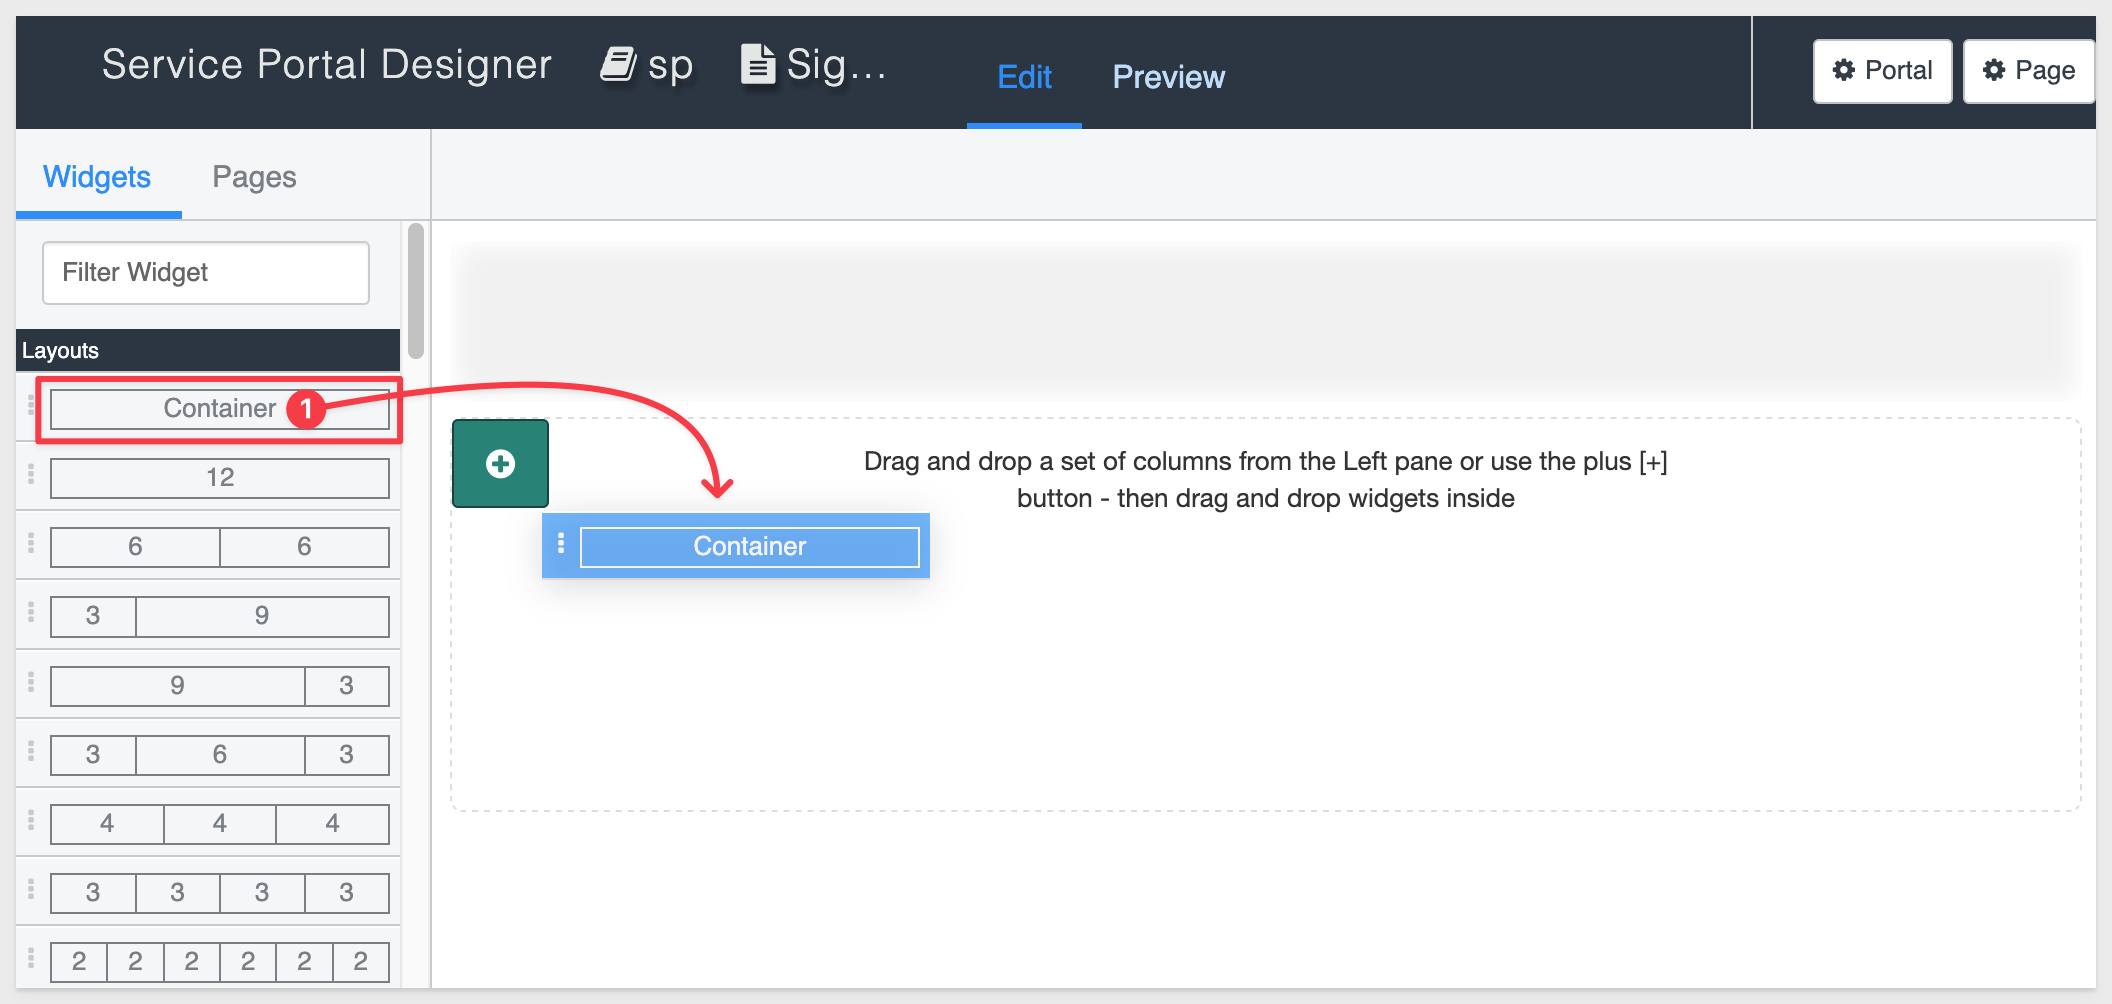 Service Portal Designer sp Sig... Edit Preview Portal Page
Widgets Pages
Filter Widget
Layouts
Container 1
12
6 6
3 9
9 3
3 6 3
4 4 4
3 3 3 3
2 2 2 2 2 2
Drag and drop a set of columns from the Left pane or use the plus [+]
button - then drag and drop widgets inside
Container